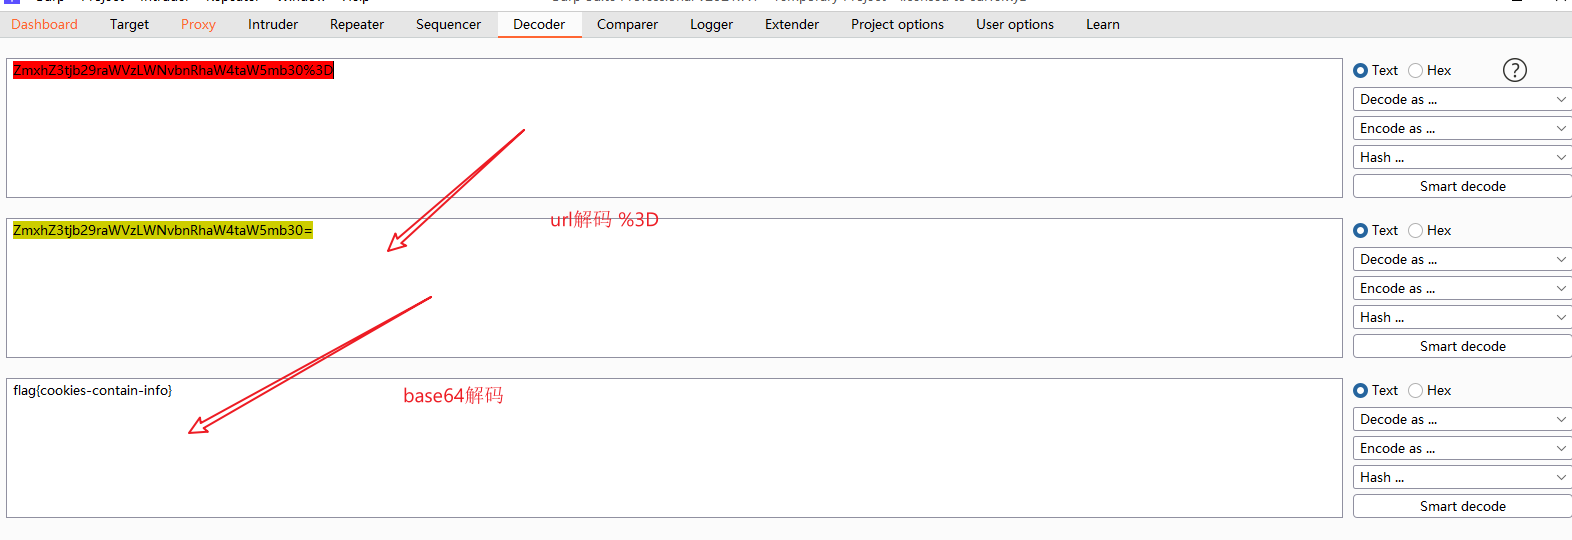 Dashboard Target Proxy Intruder Repeater Sequencer Decoder Comparer Logger Extender Project options User options Learn
ZmxhZ3tjb29raWVzLWNvbnRhaW4taW5mb30%3D
Text Hex ?
Decode as ...
Encode as ...
Hash ...
Smart decode
url解码 %3D
ZmxhZ3tjb29raWVzLWNvbnRhaW4taW5mb30=
Text Hex
Decode as ...
Encode as ...
Hash ...
Smart decode
base64解码
flag{cookies-contain-info}
Text Hex
Decode as ...
Encode as ...
Hash ...
Smart decode